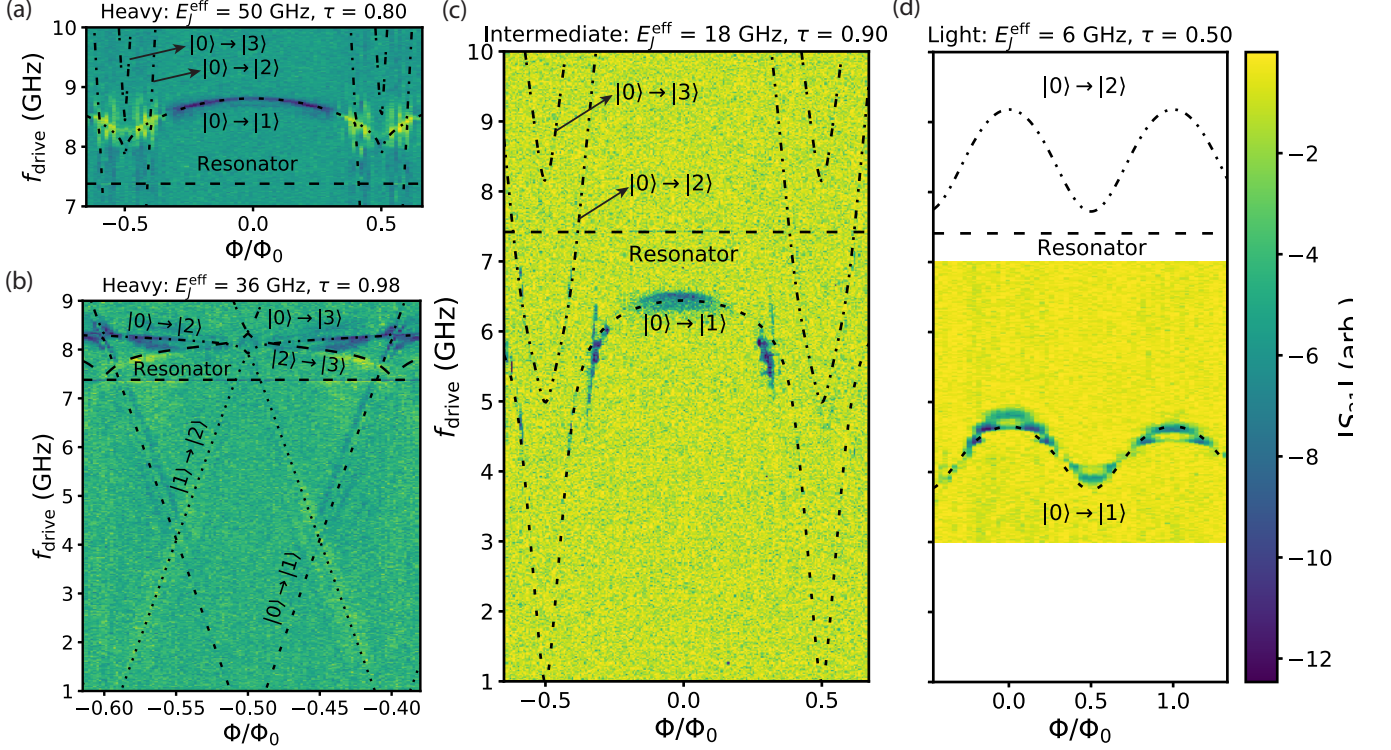 (a)
Heavy: E_J^eff = 50 GHz, τ = 0.80
10
9
8
7
f_drive (GHz)
|0⟩→|3⟩
|0⟩→|2⟩
|0⟩→|1⟩
Resonator
−0.5
0.0
0.5
Φ/Φ₀
(b)
Heavy: E_J^eff = 36 GHz, τ = 0.98
9
8
7
6
5
4
3
2
1
f_drive (GHz)
|0⟩→|2⟩
|0⟩→|3⟩
|2⟩→|3⟩
Resonator
|1⟩→|2⟩
|0⟩→|1⟩
−0.60
−0.55
−0.50
−0.45
−0.40
Φ/Φ₀
(c)
Intermediate: E_J^eff = 18 GHz, τ = 0.90
10
9
8
7
6
5
4
3
2
1
f_drive (GHz)
|0⟩→|3⟩
|0⟩→|2⟩
Resonator
|0⟩→|1⟩
−0.5
0.0
0.5
Φ/Φ₀
(d)
Light: E_J^eff = 6 GHz, τ = 0.50
|0⟩→|2⟩
Resonator
|0⟩→|1⟩
0.0
0.5
1.0
Φ/Φ₀
−2
−4
−6
−8
−10
−12